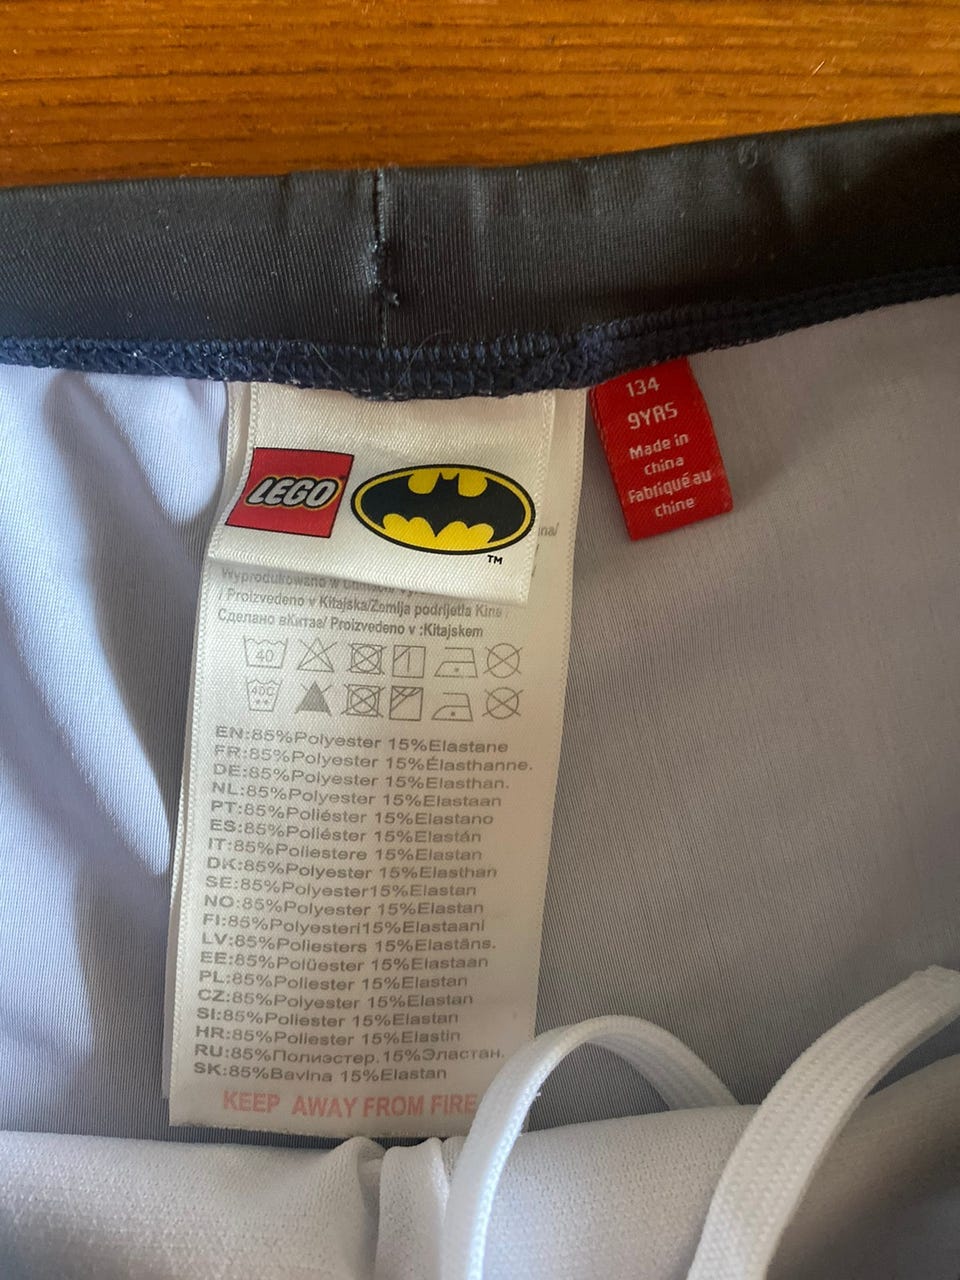 134
9YRS
Made in
China
Fabriqué au
Chine
LEGO
TM
ina/
Wyprodukowano w
/ Proizvedeno v Kitajska/Zemlja podrijetla Kina
Сделано вКитае/ Proizvedeno v :Kitajskem
40
40C
EN:85%Polyester 15%Elastane
FR:85%Polyester 15%Élasthanne.
DE:85%Polyester 15%Elasthan.
NL:85%Polyester 15%Elastaan
PT:85%Poliéster 15%Elastano
ES:85%Poliéster 15%Elastán
IT:85%Poliestere 15%Elastan
DK:85%Polyester 15%Elasthan
SE:85%Polyester15%Elastan
NO:85%Polyester 15%Elastan
FI:85%Polyesteri15%Elastaani
LV:85%Poliesters 15%Elastāns.
EE:85%Polüester 15%Elastaan
PL:85%Poliester 15%Elastan
CZ:85%Polyester 15%Elastan
SI:85%Poliester 15%Elastan
HR:85%Poliester 15%Elastin
RU:85%Полиэстер.15%Эластан.
SK:85%Bavlna 15%Elastan
KEEP AWAY FROM FIRE